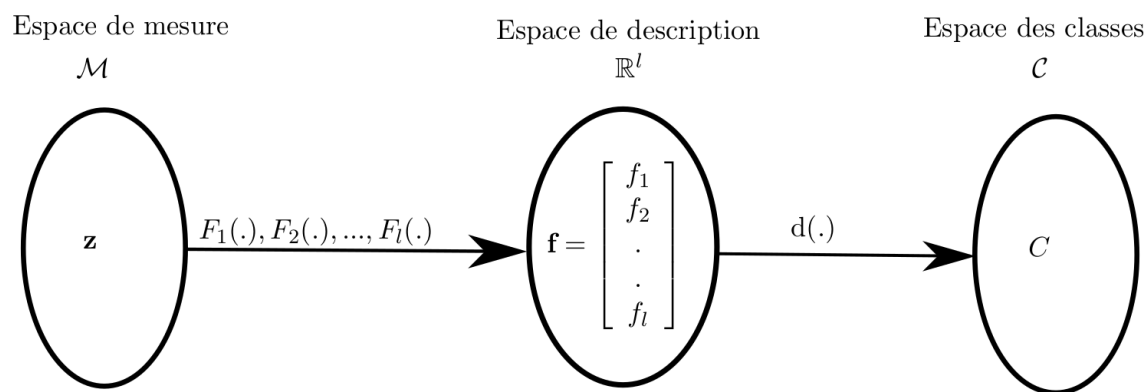 Espace de mesure
ℳ
Espace de description
ℝ^l
Espace des classes
𝒞
z
F_1(.), F_2(.), ..., F_l(.)
f =
f_1
f_2
.
.
f_l
d(.)
C